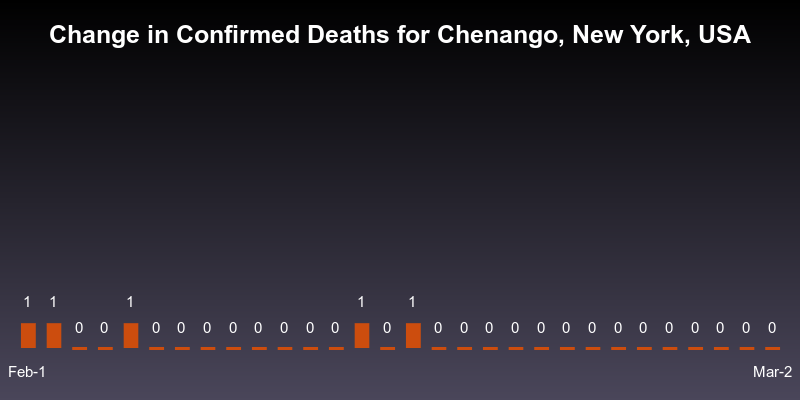 Change in Confirmed Deaths for Chenango, New York, USA
1 1 0 0 1 0 0 0 0 0 0 0 0 1 0 1 0 0 0 0 0 0 0 0 0 0 0 0 0 0
Feb-1 Mar-2